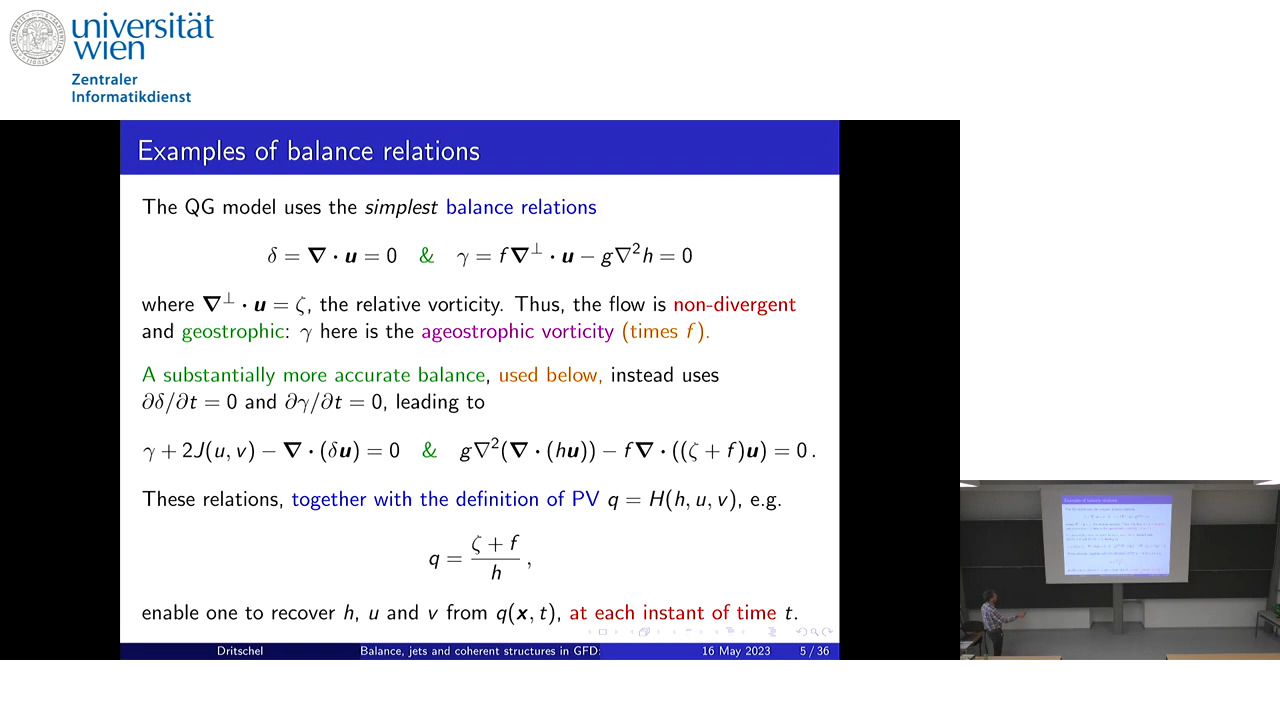 universität
wien
Zentraler
Informatikdienst
Examples of balance relations
The QG model uses the simplest balance relations
δ = ∇ · u = 0 & γ = f∇⊥ · u − g∇²h = 0
where ∇⊥ · u = ζ, the relative vorticity. Thus, the flow is non-divergent
and geostrophic: γ here is the ageostrophic vorticity (times f).
A substantially more accurate balance, used below, instead uses
∂δ/∂t = 0 and ∂γ/∂t = 0, leading to
γ + 2J(u, v) − ∇ · (δu) = 0 & g∇²(∇ · (hu)) − f∇ · ((ζ + f)u) = 0 .
These relations, together with the definition of PV q = H(h, u, v), e.g.
q = (ζ + f)/h ,
enable one to recover h, u and v from q(x, t), at each instant of time t.
Dritschel Balance, jets and coherent structures in GFD: 16 May 2023 5 / 36
Examples of balance relations